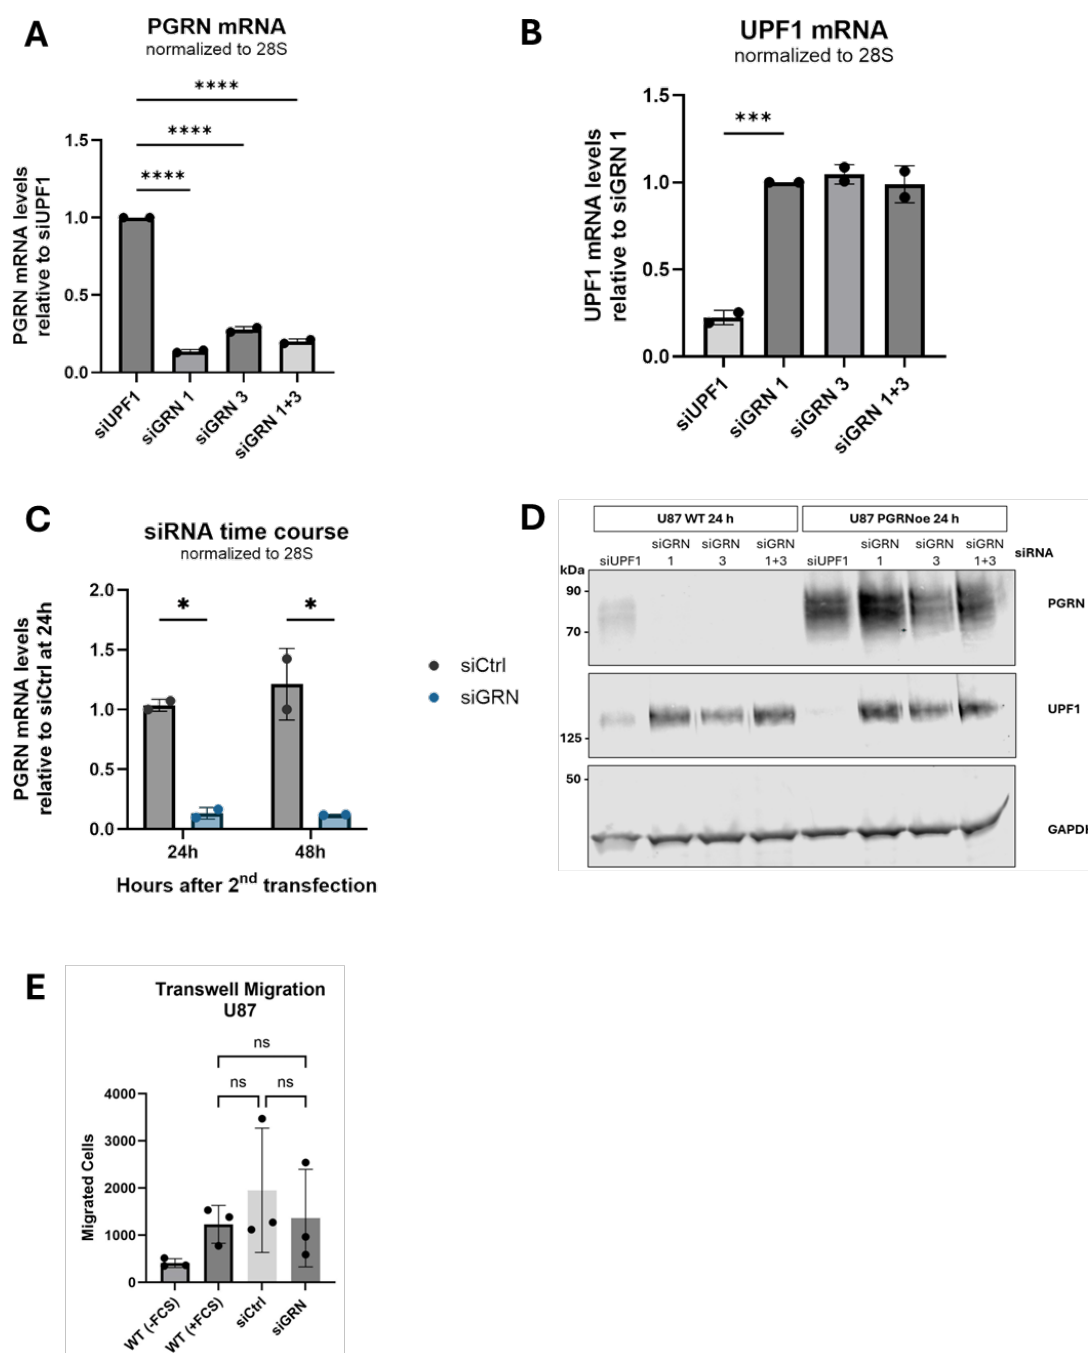 A
PGRN mRNA
normalized to 28S
****
****
****
PGRN mRNA levels
relative to siUPF1
1.5
1.0
0.5
0.0
siUPF1
siGRN 1
siGRN 3
siGRN 1+3
B
UPF1 mRNA
normalized to 28S
***
UPF1 mRNA levels
relative to siGRN 1
1.5
1.0
0.5
0.0
siUPF1
siGRN 1
siGRN 3
siGRN 1+3
C
siRNA time course
normalized to 28S
PGRN mRNA levels
relative to siCtrl at 24h
2.0
1.5
1.0
0.5
0.0
*
*
24h
48h
Hours after 2nd transfection
siCtrl
siGRN
D
U87 WT 24 h
U87 PGRNoe 24 h
siUPF1
siGRN 1
siGRN 3
siGRN 1+3
siUPF1
siGRN 1
siGRN 3
siGRN 1+3
siRNA
kDa
90
70
PGRN
125
UPF1
50
GAPDH
E
Transwell Migration
U87
ns
ns
ns
Migrated Cells
4000
3000
2000
1000
0
WT (-FCS)
WT (+FCS)
siCtrl
siGRN